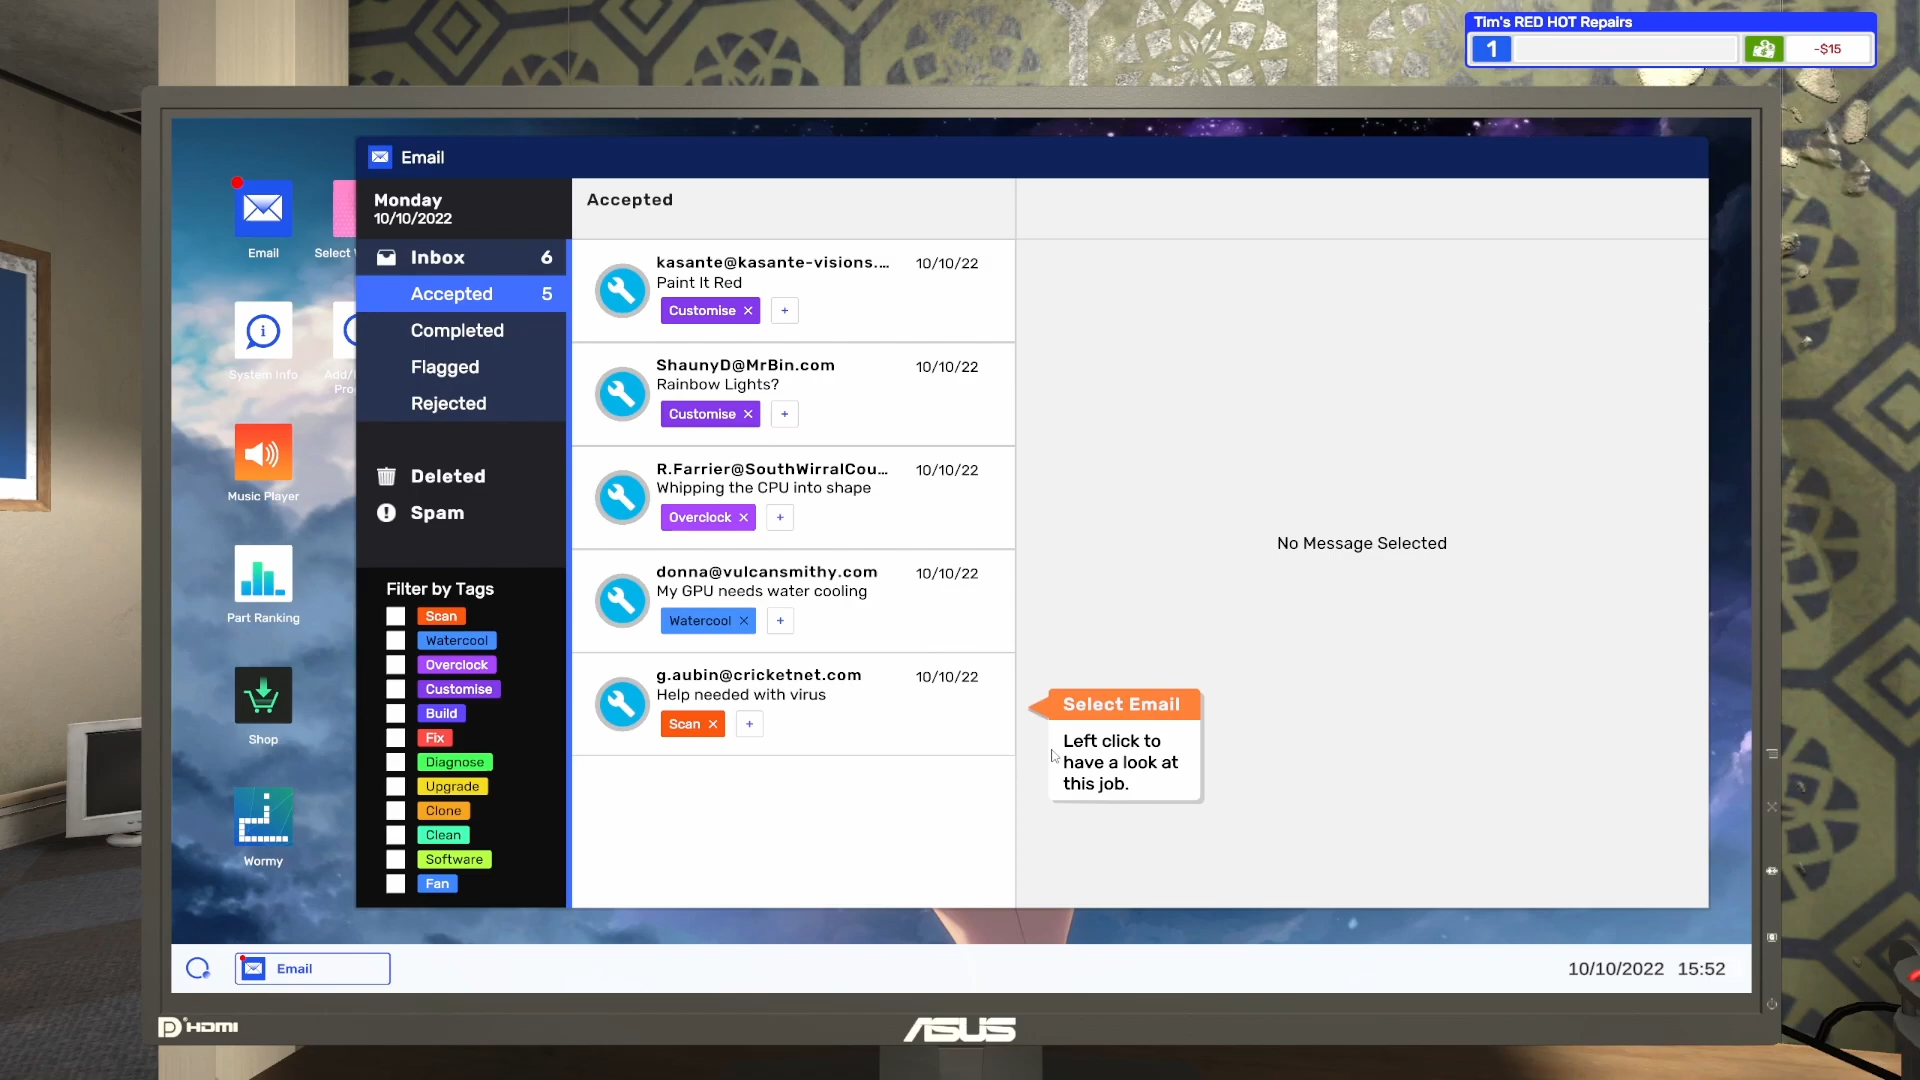 Tim's RED HOT Repairs
1
-$15
Email
Monday
10/10/2022
Inbox 6
Accepted 5
Completed
Flagged
Rejected
Deleted
Spam
Filter by Tags
Scan
Watercool
Overclock
Customise
Build
Fix
Diagnose
Upgrade
Clone
Clean
Software
Fan
Accepted
kasante@kasante-visions.... 10/10/22
Paint It Red
Customise × +
ShaunyD@MrBin.com 10/10/22
Rainbow Lights?
Customise × +
R.Farrier@SouthWirralCou... 10/10/22
Whipping the CPU into shape
Overclock × +
donna@vulcansmithy.com 10/10/22
My GPU needs water cooling
Watercool × +
g.aubin@cricketnet.com 10/10/22
Help needed with virus
Scan × +
No Message Selected
Select Email
Left click to
have a look at
this job.
Email
Select
System Info
Add/
Pro
Music Player
Part Ranking
Shop
Wormy
Email
10/10/2022 15:52
HDMI
ASUS